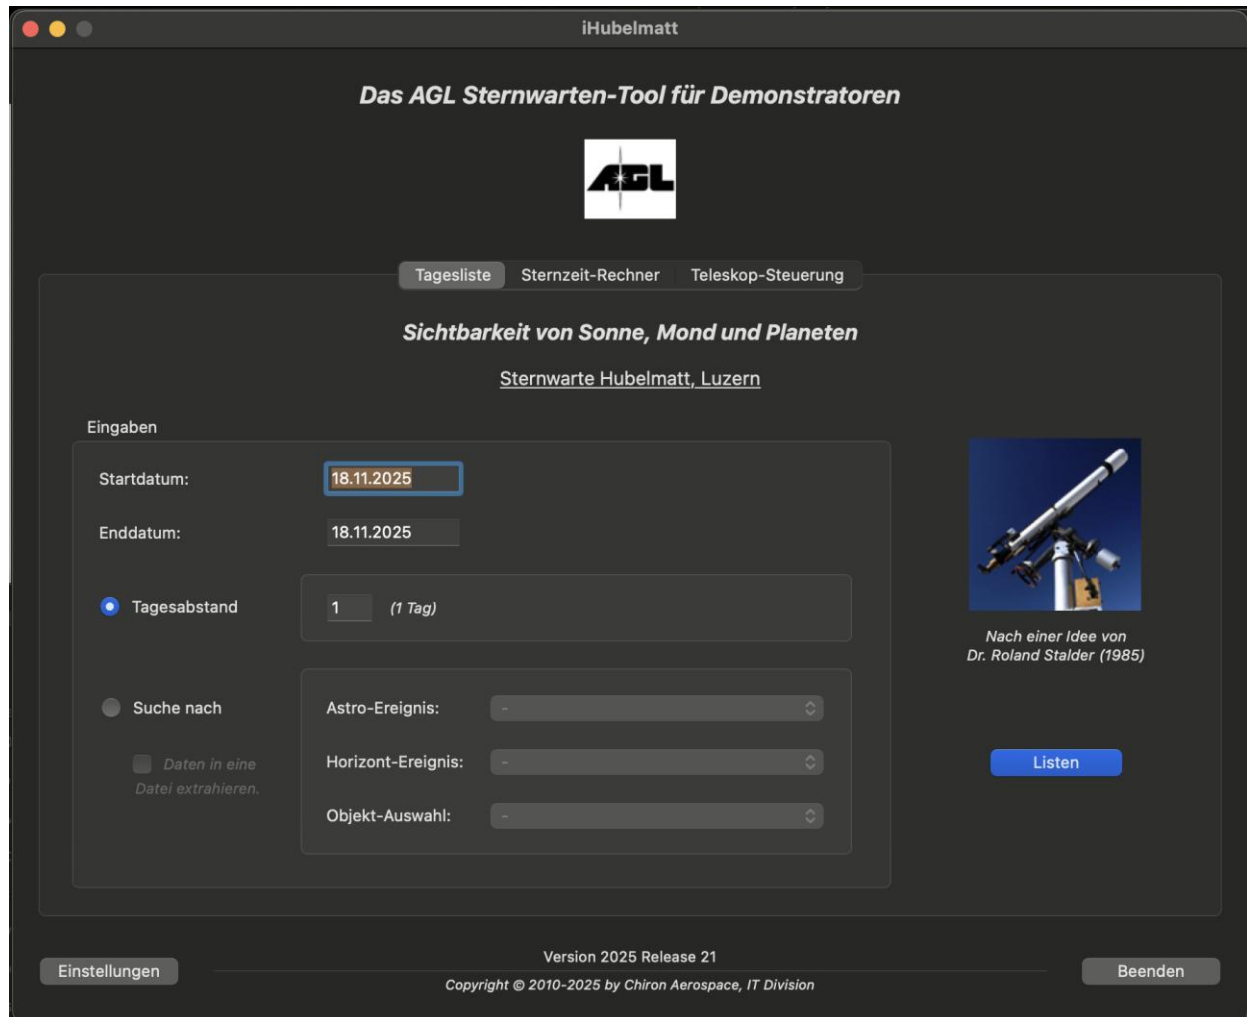 iHubelmatt
Das AGL Sternwarten-Tool für Demonstratoren
AGL
Tagesliste Sternzeit-Rechner Teleskop-Steuerung
Sichtbarkeit von Sonne, Mond und Planeten
Sternwarte Hubelmatt, Luzern
Eingaben
Startdatum: 18.11.2025
Enddatum: 18.11.2025
Tagesabstand 1 (1 Tag)
Nach einer Idee von
Dr. Roland Stalder (1985)
Suche nach Astro-Ereignis: -
Daten in eine
Datei extrahieren.
Horizont-Ereignis: -
Listen
Objekt-Auswahl: -
Version 2025 Release 21
Einstellungen Beenden
Copyright © 2010-2025 by Chiron Aerospace, IT Division